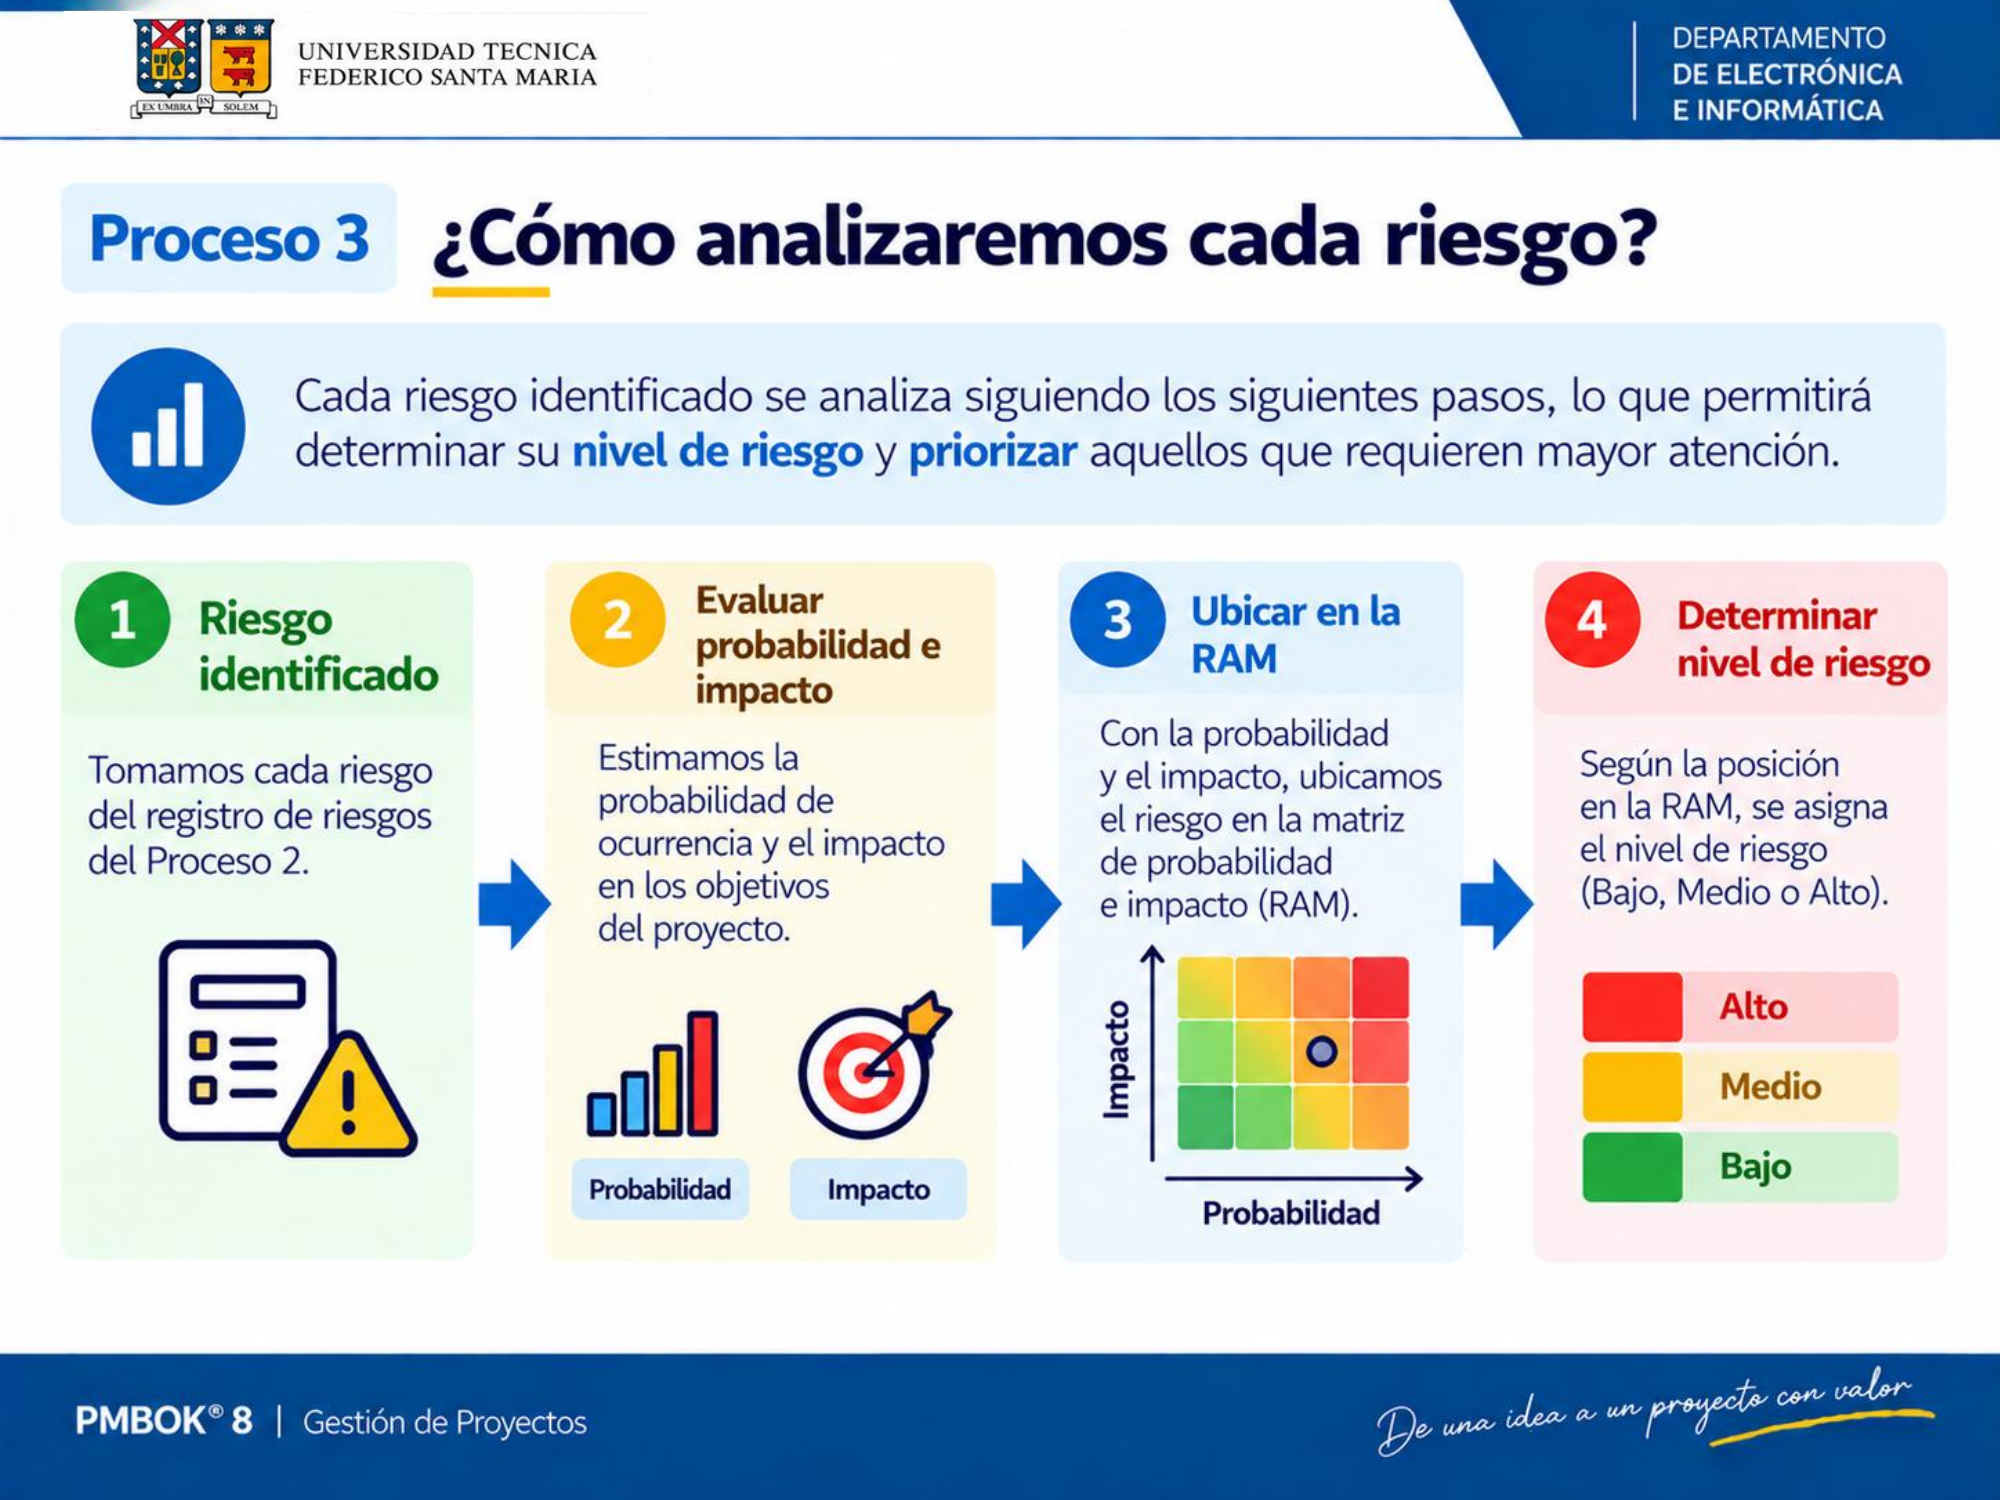 UNIVERSIDAD TECNICA
FEDERICO SANTA MARIA
EX UMBRA IN SOLEM
DEPARTAMENTO
DE ELECTRÓNICA
E INFORMÁTICA
Proceso 3
¿Cómo analizaremos cada riesgo?
Cada riesgo identificado se analiza siguiendo los siguientes pasos, lo que permitirá
determinar su nivel de riesgo y priorizar aquellos que requieren mayor atención.
1
Riesgo
identificado
Tomamos cada riesgo
del registro de riesgos
del Proceso 2.
2
Evaluar
probabilidad e
impacto
Estimamos la
probabilidad de
ocurrencia y el impacto
en los objetivos
del proyecto.
Probabilidad
Impacto
3
Ubicar en la
RAM
Con la probabilidad
y el impacto, ubicamos
el riesgo en la matriz
de probabilidad
e impacto (RAM).
Impacto
Probabilidad
4
Determinar
nivel de riesgo
Según la posición
en la RAM, se asigna
el nivel de riesgo
(Bajo, Medio o Alto).
Alto
Medio
Bajo
PMBOK® 8 | Gestión de Proyectos
De una idea a un proyecto con valor